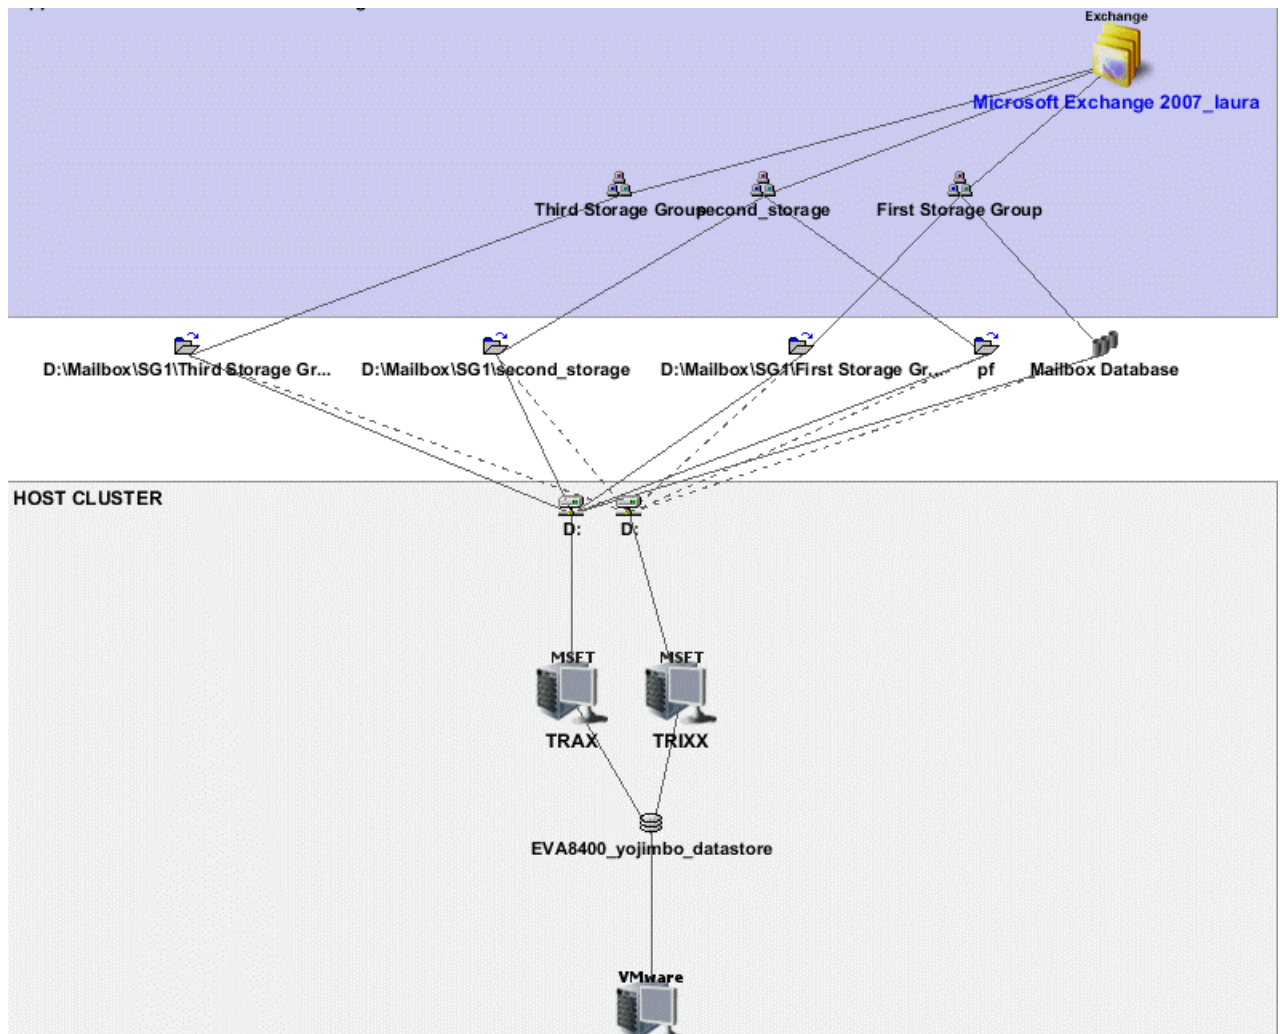 Exchange
Microsoft Exchange 2007_laura
Third Storage Group
second_storage
First Storage Group
D:\Mailbox\SG1\Third Storage Gr...
D:\Mailbox\SG1\second_storage
D:\Mailbox\SG1\First Storage Gr...
pf
Mailbox Database
HOST CLUSTER
D:
D:
MSFT
MSFT
TRAX
TRIXX
EVA8400_yojimbo_datastore
VMware